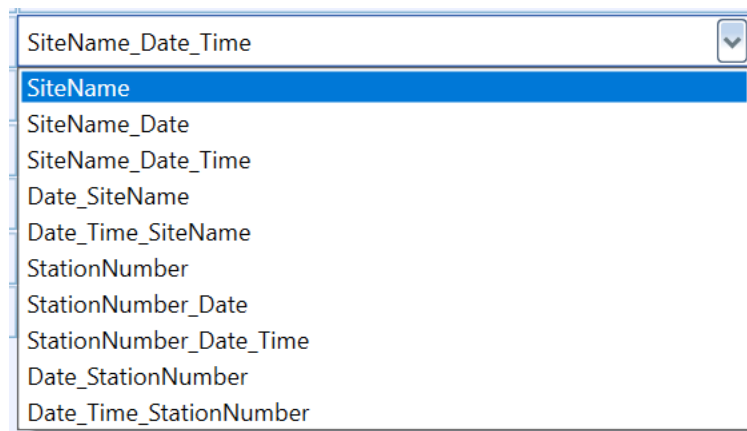 SiteName_Date_Time
SiteName
SiteName_Date
SiteName_Date_Time
Date_SiteName
Date_Time_SiteName
StationNumber
StationNumber_Date
StationNumber_Date_Time
Date_StationNumber
Date_Time_StationNumber